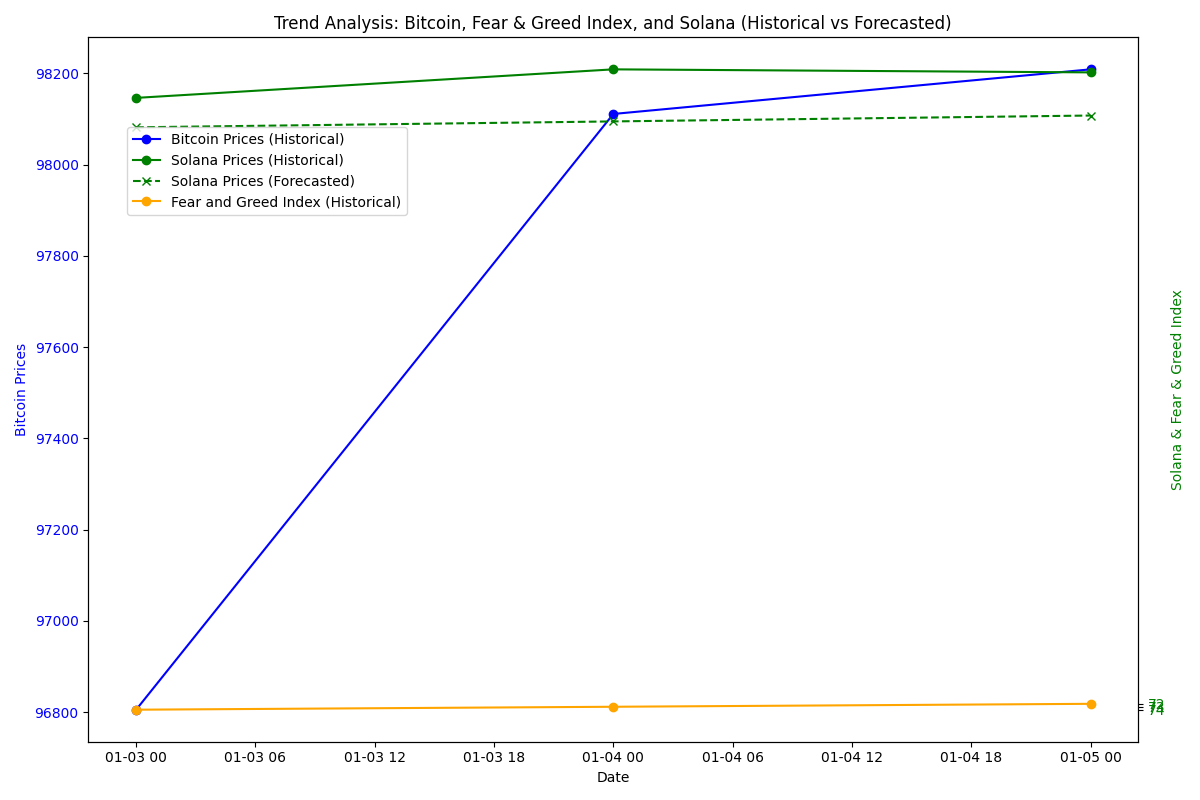 Trend Analysis: Bitcoin, Fear & Greed Index, and Solana (Historical vs Forecasted)
98200
98000
97800
97600
97400
97200
97000
96800
Bitcoin Prices
Bitcoin Prices (Historical)
Solana Prices (Historical)
Solana Prices (Forecasted)
Fear and Greed Index (Historical)
Solana & Fear & Greed Index
72
74
01-03 00
01-03 06
01-03 12
01-03 18
01-04 00
01-04 06
01-04 12
01-04 18
01-05 00
Date